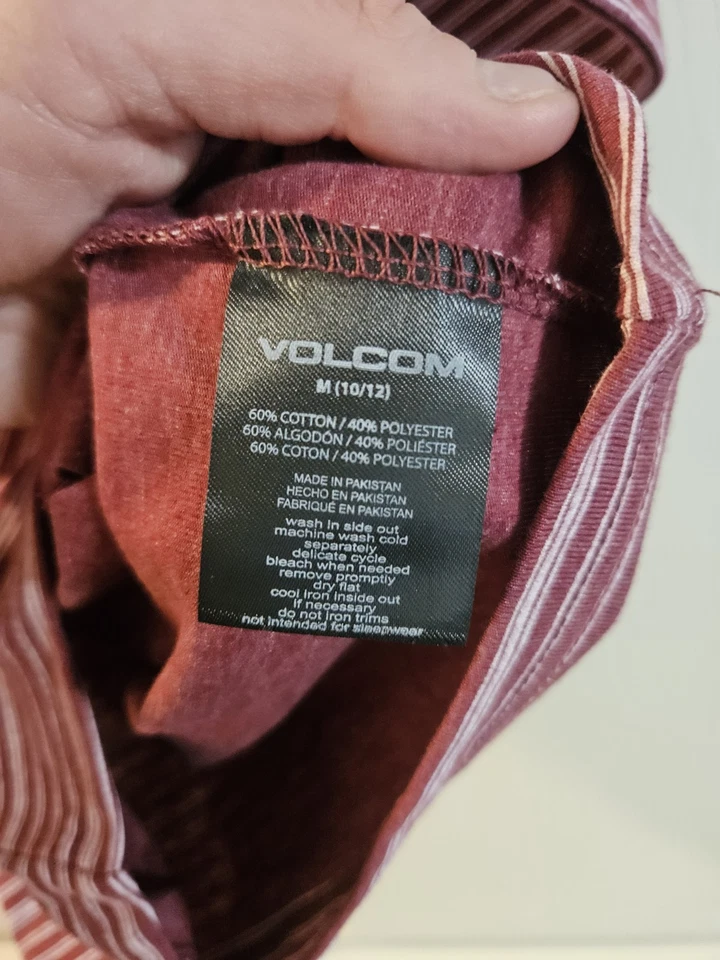 VOLCOM
M (10/12)
60% COTTON / 40% POLYESTER
60% ALGODÓN / 40% POLIÉSTER
60% COTON / 40% POLYESTER
MADE IN PAKISTAN
HECHO EN PAKISTAN
FABRIQUÉ EN PAKISTAN
wash in side out
machine wash cold
separately
delicate cycle
bleach when needed
remove promptly
dry flat
cool iron inside out
if necessary
do not iron trims
not intended for sleepwear